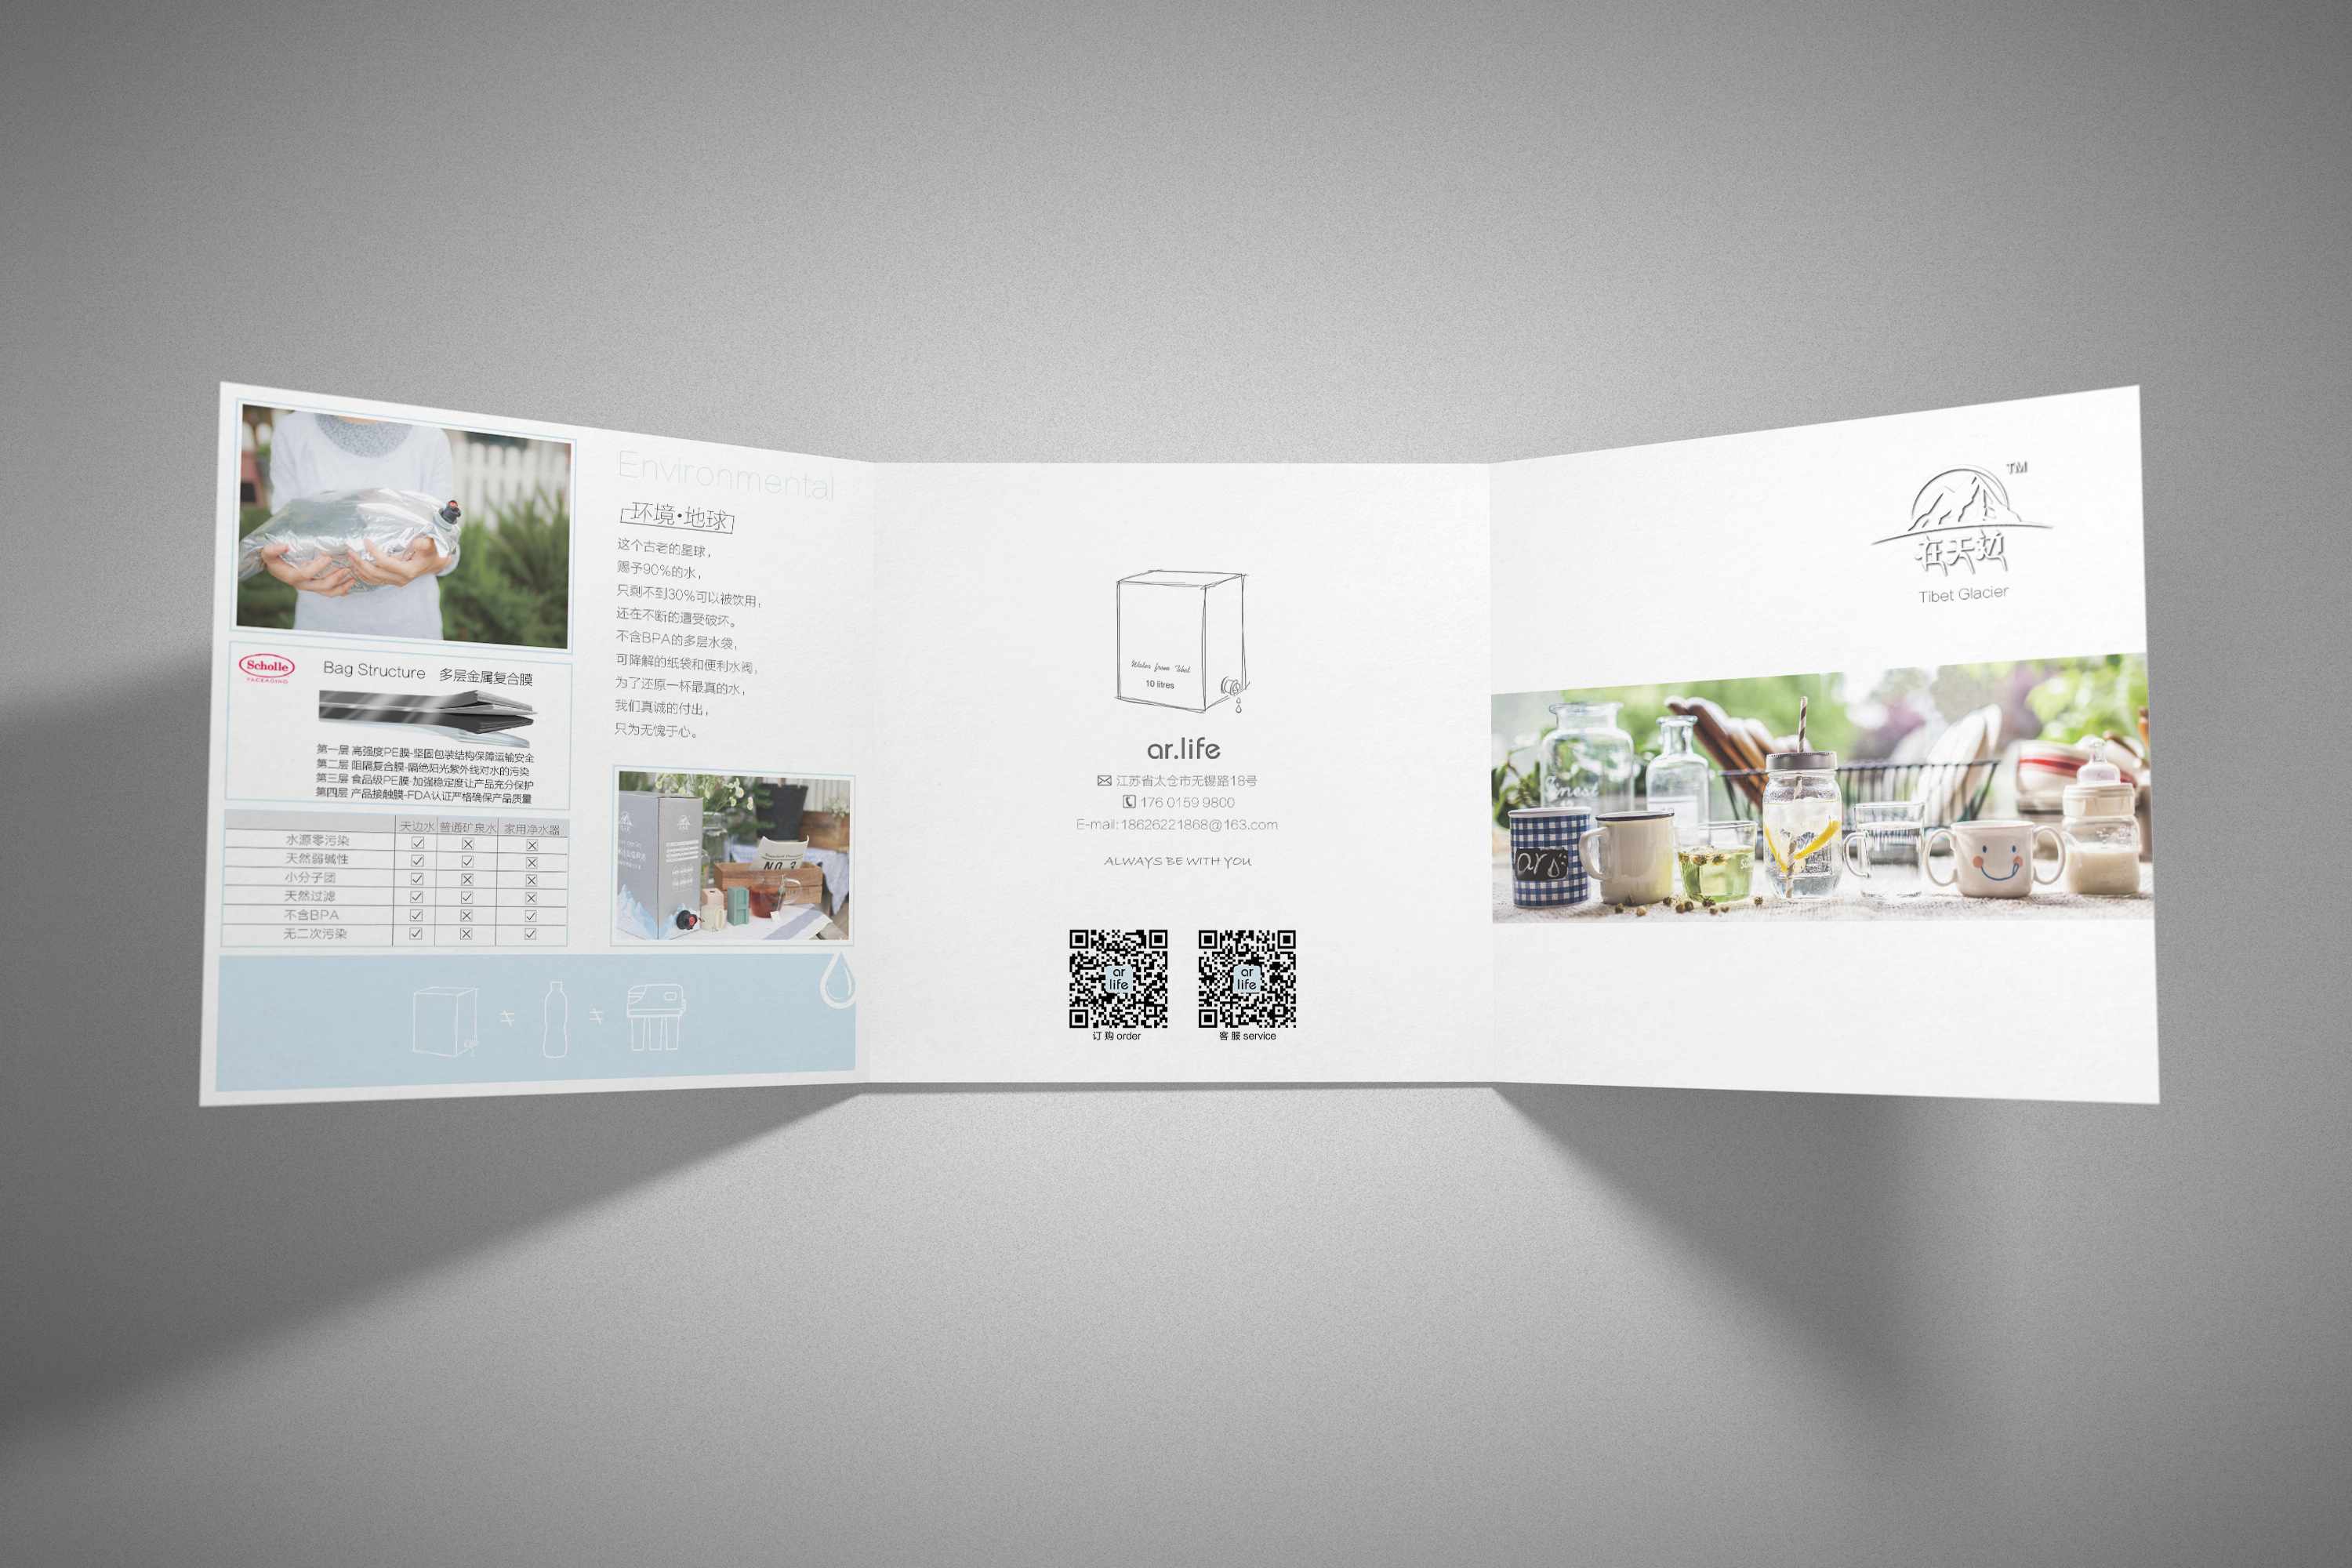 Environmental
环境·地球
这个古老的星球，
赐予90%的水，
只剩不到30%可以被饮用，
还在不断的遭受破坏。
不含BPA的多层水袋，
可降解的纸袋和便利水阀，
为了还原一杯最真的水，
我们真诚的付出，
只为无愧于心。
Scholle
PACKAGING
Bag Structure 多层金属复合膜
第一层 高强度PE膜-坚固包装结构保障运输安全
第二层 阻隔复合膜-隔绝阳光紫外线对水的污染
第三层 食品级PE膜-加强稳定度让产品充分保护
第四层 产品接触膜-FDA认证严格确保产品质量
天边水 普通矿泉水 家用净水器
水源零污染 ☑ ☒ ☒
天然弱碱性 ☑ ☑ ☒
小分子团 ☑ ☒ ☒
天然过滤 ☑ ☑ ☒
不含BPA ☑ ☒ ☑
无二次污染 ☑ ☒ ☑
≠ ≠
NO.3
Water from Tibet
10 litres
ar.life
江苏省太仓市无锡路18号
176 0159 9800
E-mail:18626221868@163.com
ALWAYS BE WITH YOU
ar
life
订购 order
ar
life
客服 service
TM
在天边
Tibet Glacier
ar